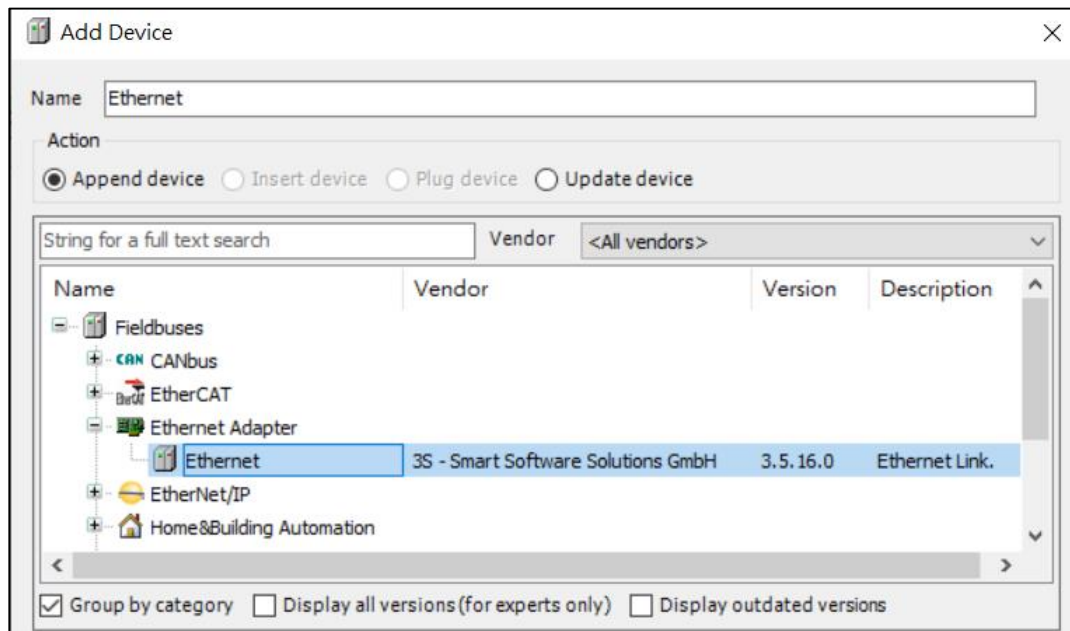 Add Device
Name Ethernet
Action
Append device Insert device Plug device Update device
String for a full text search Vendor <All vendors>
Name Vendor Version Description
Fieldbuses
CAN CANbus
EtherCAT
Ethernet Adapter
Ethernet 3S - Smart Software Solutions GmbH 3.5.16.0 Ethernet Link.
EtherNet/IP
Home&Building Automation
Group by category Display all versions (for experts only) Display outdated versions